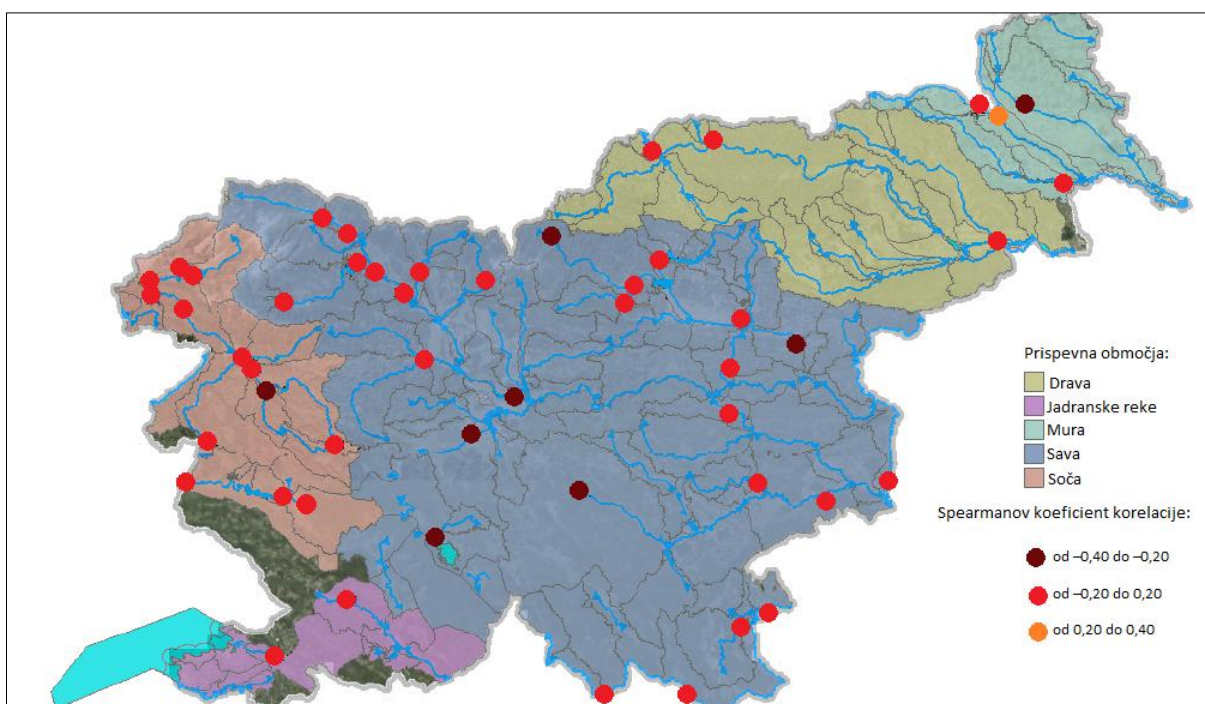 Prispevna območja:
Drava
Jadranske reke
Mura
Sava
Soča
Spearmanov koeficient korelacije:
od –0,40 do –0,20
od –0,20 do 0,20
od 0,20 do 0,40